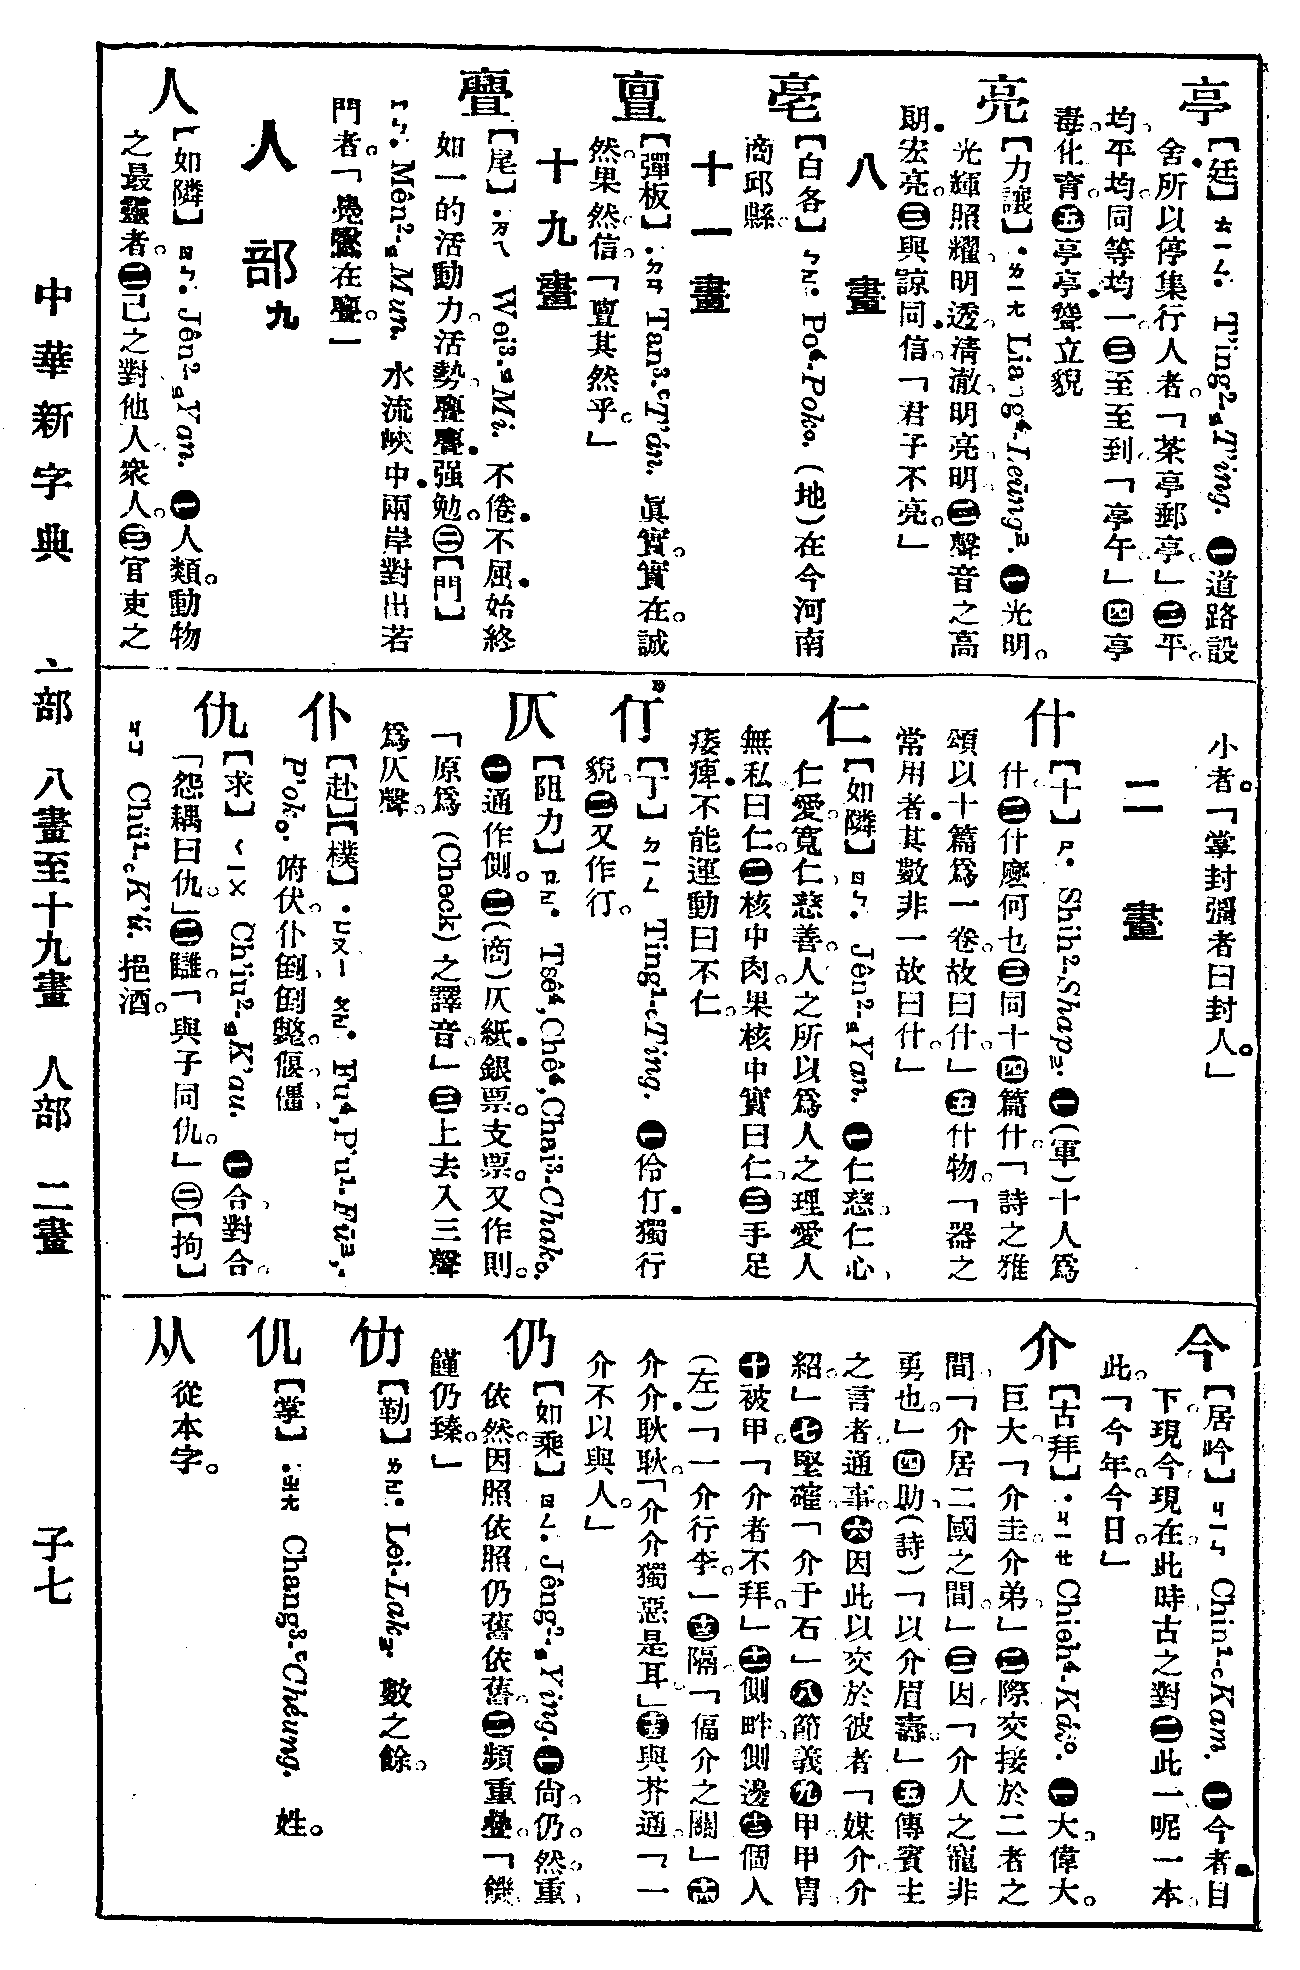 亭
【廷】ㄊㄧㄥ. T'ing²-Ting. ㊀道路設
舍所以停集行人者。「茶亭郵亭」㊁平。
均。平均。同等均一㊂至至到「亭午」㊃亭
毒。化育㊄亭亭聳立貌
亮
【力讓】ㄌㄧㄤ Liang⁴-Leüng². ㊀光明。
光輝照耀明透。清澈明亮明㊁聲音之高
朗宏亮。㊂與諒同信。「君子不亮。」
八畫
亳
【白各】ㄅㄛ. Po⁴-Pok. (地)在今河南
商邱縣。
十一畫
亶
【彈板】ㄉㄢ Tan³-T'án. 眞實。實在。誠
然果然信。「亶其然乎。」
十九畫
亹
【尾】ㄨㄟ Wei³-Mi. 不倦不屈始終
如一的活動力。活勢。亹亹强勉。㊁【門】
ㄇㄣ. Mên²-Mun. 水流峽中兩岸對出若
門者。「鳧鷖在亹。」
人部九
人
【如隣】ㄖㄣ. Jên²-Yan. ㊀人類。動物
之最靈者。㊁己之對他人衆人。㊂官吏之
小者。「掌封彊者曰封人。」
二畫
什
【十】ㄕ. Shih²-Shap. ㊀(軍)十人爲
什㊁什麼何也㊂同十㊃篇什。「詩之雅
頌以十篇爲一卷故曰什」㊄什物。「器之
常用者其數非一故曰什。」
仁
【如隣】ㄖㄣ. Jên²-Yan. ㊀仁慈。仁心
仁愛。寬仁慈善。人之所以爲人之理愛人
無私曰仁。㊁核中肉。果核中實曰仁。㊂手足
痿痺不能運動曰不仁。
仃
【丁】ㄉㄧㄥ Ting¹-Ting. ㊀伶仃獨行
貌㊁又作彳。
仄
【阻力】ㄗㄜ. Tsê⁴, Chê⁴, Chai³-Chak.
㊀通作側。㊁(商)仄紙銀票。支票。又作則。
「原爲(Check)之譯音。」㊂上去入三聲
爲仄聲。
仆
【赴】【樸】ㄈㄨ ㄆㄨ. Fu⁴, P'u¹-Fu³,
P'ok. 俯伏。仆倒倒斃。偃僵
仇
【求】ㄑㄧㄡ Ch'iu²-K'au. ㊀合。對合。
「怨耦曰仇。」㊁讎。「與子同仇。」㊂【拘】
ㄐㄩ Chü¹-K'ü. 挹酒。
今
【居吟】ㄐㄧㄣ Chin¹-Kam. ㊀今者目
下。現今現在。此時古之對㊁此一呢一本
此。「今年。今日。」
介
【古拜】ㄐㄧㄝ Chieh⁴-Kái. ㊀大。偉大。
巨大「介圭介弟」㊁際交接於二者之
間「介居二國之間」㊂因「介人之寵非
勇也。」㊃助(詩)「以介眉壽。」㊄傳賓主
之言者通事。㊅因此以交於彼者「媒介介
紹」㊆堅確「介于石」㊇節義㊈甲。甲冑
㊉被甲。「介者不拜。」⑪側畔側邊⑫個人
(左)「一介行李。」⑬隔「偪介之關」⑭
介介耿耿。「介介獨惡是耳」⑮與芥通。「一
介不以與人。」
仍
【如乘】ㄖㄥ. Jêng²-Ying. ㊀尙仍。然重
依然因照依照仍舊依舊。㊁頻重疊。「饑
饉仍臻。」
仂
【勒】ㄌㄜ. Lei-Lak. 數之餘。
仉
【掌】ㄓㄤ Chang³-Chéung. 姓。
从
從本字。
中華新字典 亠部 八畫至十九畫 人部 二畫 子七